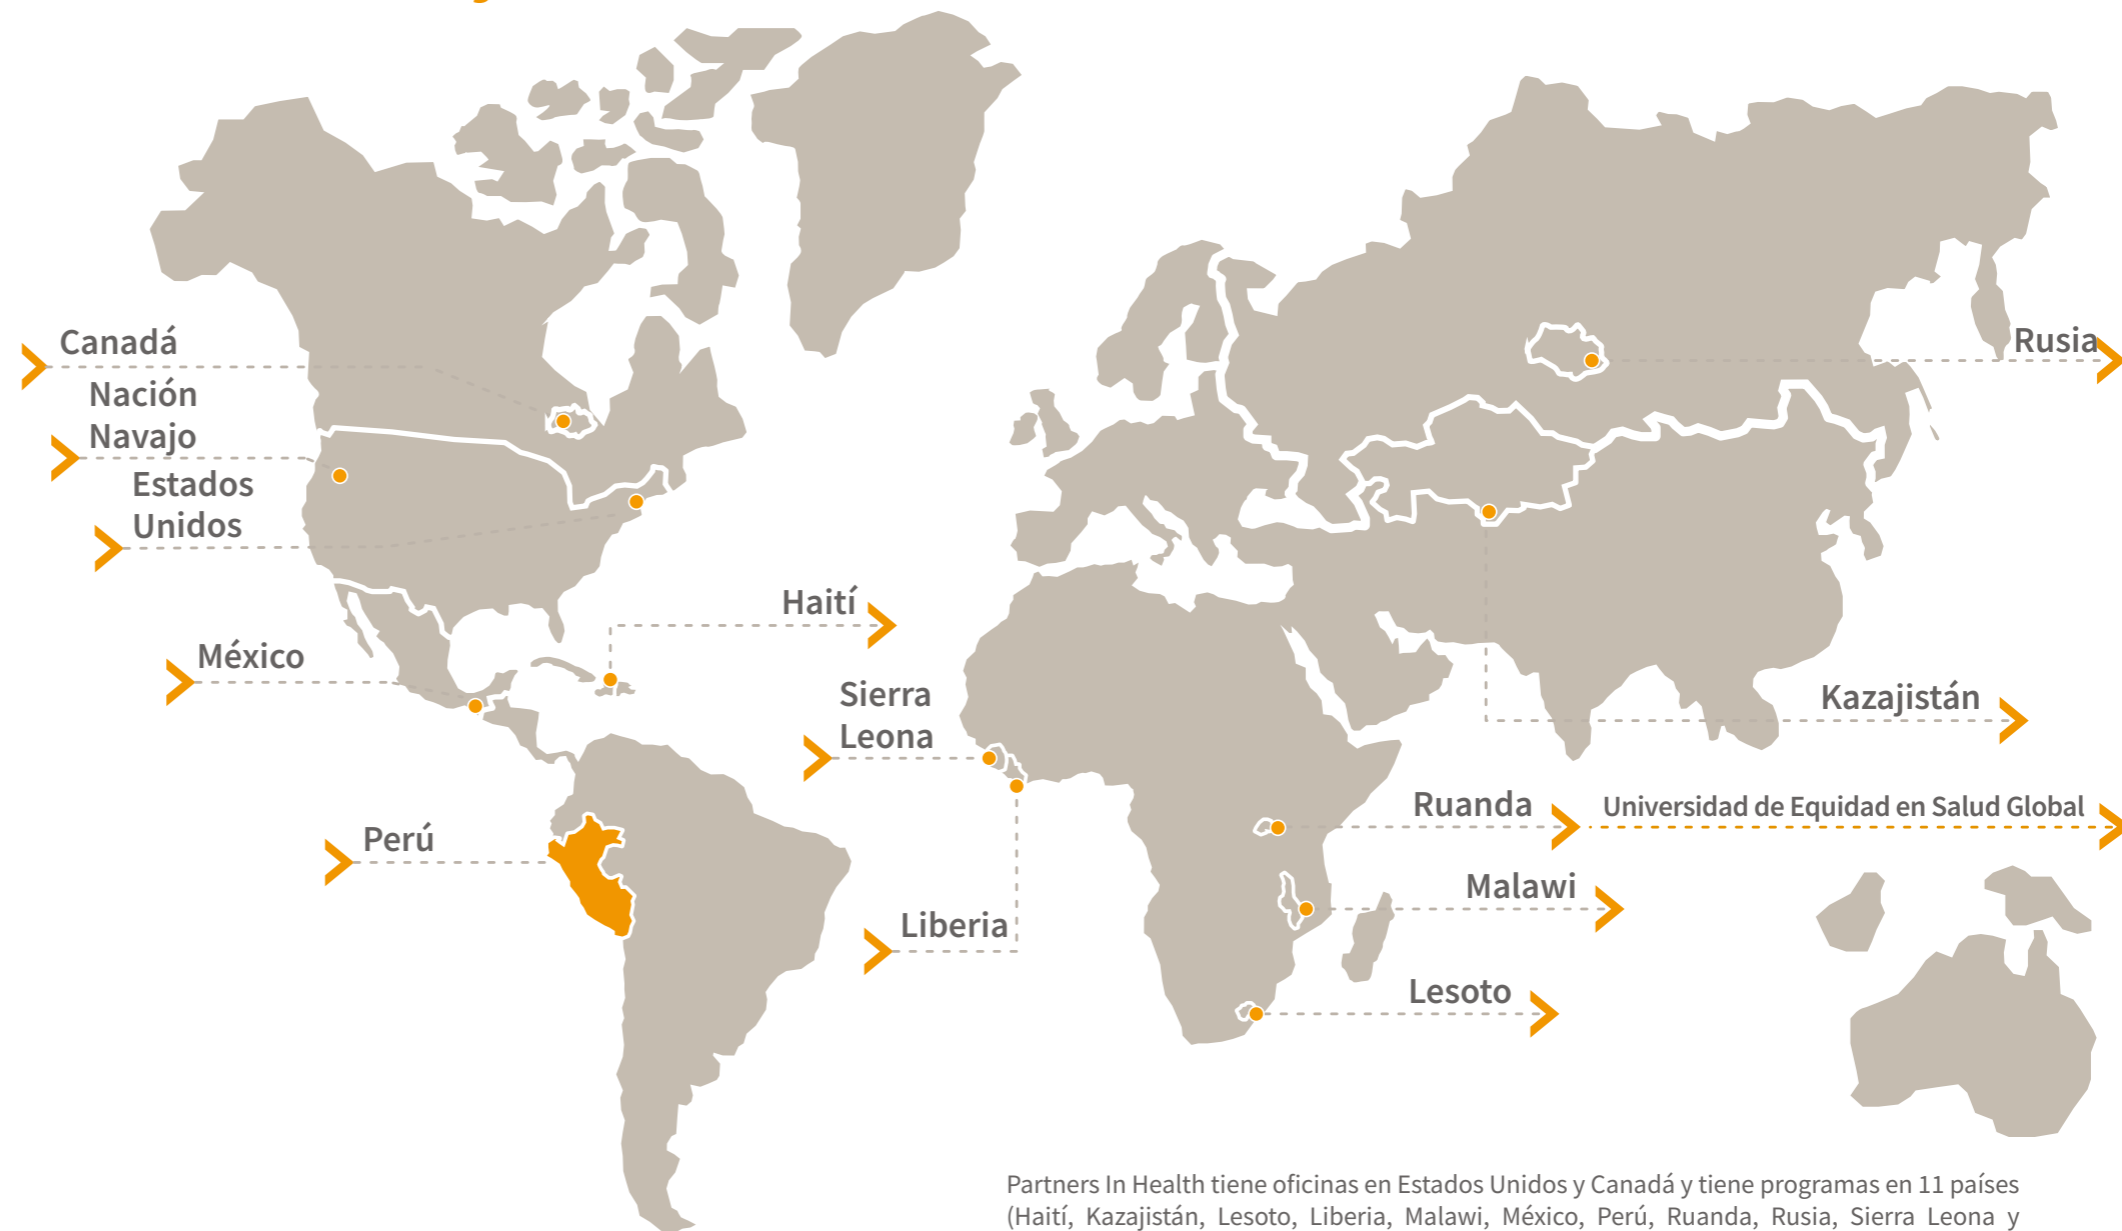 Canadá
Nación
Navajo
Estados
Unidos
México
Haití
Sierra
Leona
Perú
Liberia
Rusia
Kazajistán
Ruanda
Universidad de Equidad en Salud Global
Malawi
Lesoto
Partners In Health tiene oficinas en Estados Unidos y Canadá y tiene programas en 11 países
(Haití, Kazajistán, Lesoto, Liberia, Malawi, México, Perú, Ruanda, Rusia, Sierra Leona y